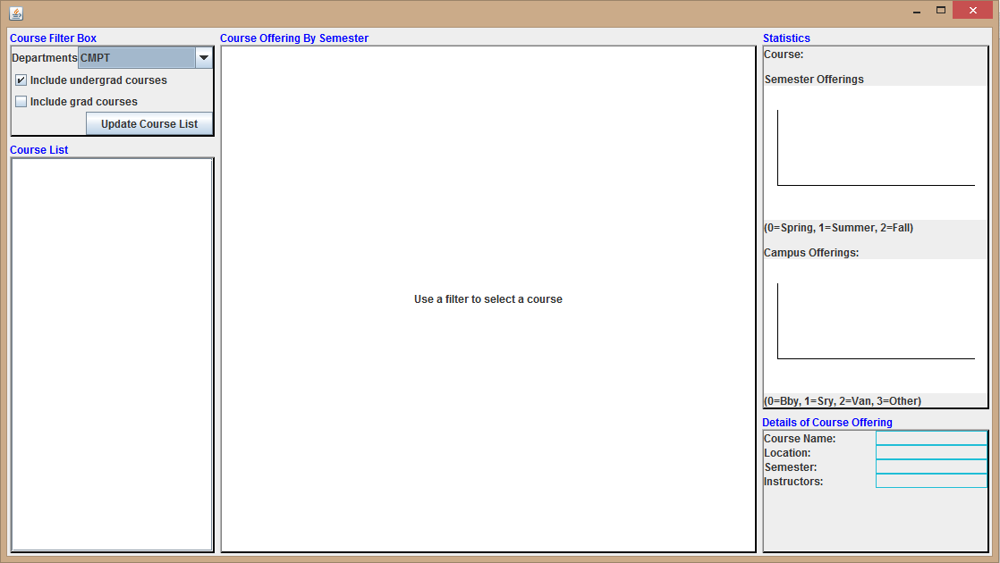 Course Filter Box
Departments CMPT
Include undergrad courses
Include grad courses
Update Course List
Course List
Course Offering By Semester
Use a filter to select a course
Statistics
Course:
Semester Offerings
(0=Spring, 1=Summer, 2=Fall)
Campus Offerings:
(0=Bby, 1=Sry, 2=Van, 3=Other)
Details of Course Offering
Course Name:
Location:
Semester:
Instructors: